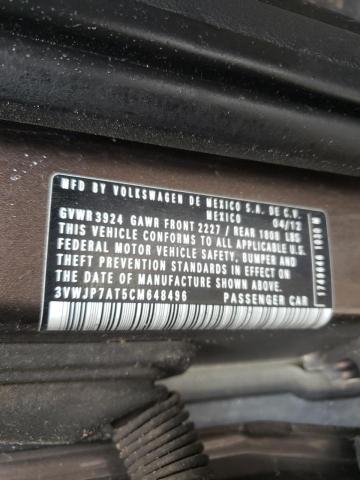 MFD BY VOLKSWAGEN DE MEXICO S.A. DE C.V.
MEXICO 04/12
GVWR 3924 GAWR FRONT 2227 / REAR 1808 LBS
THIS VEHICLE CONFORMS TO ALL APPLICABLE U.S.
FEDERAL MOTOR VEHICLE SAFETY, BUMPER AND
THEFT PREVENTION STANDARDS IN EFFECT ON THE
DATE OF MANUFACTURE SHOWN ABOVE.
3VWJP7AT5CM648496 PASSENGER CAR